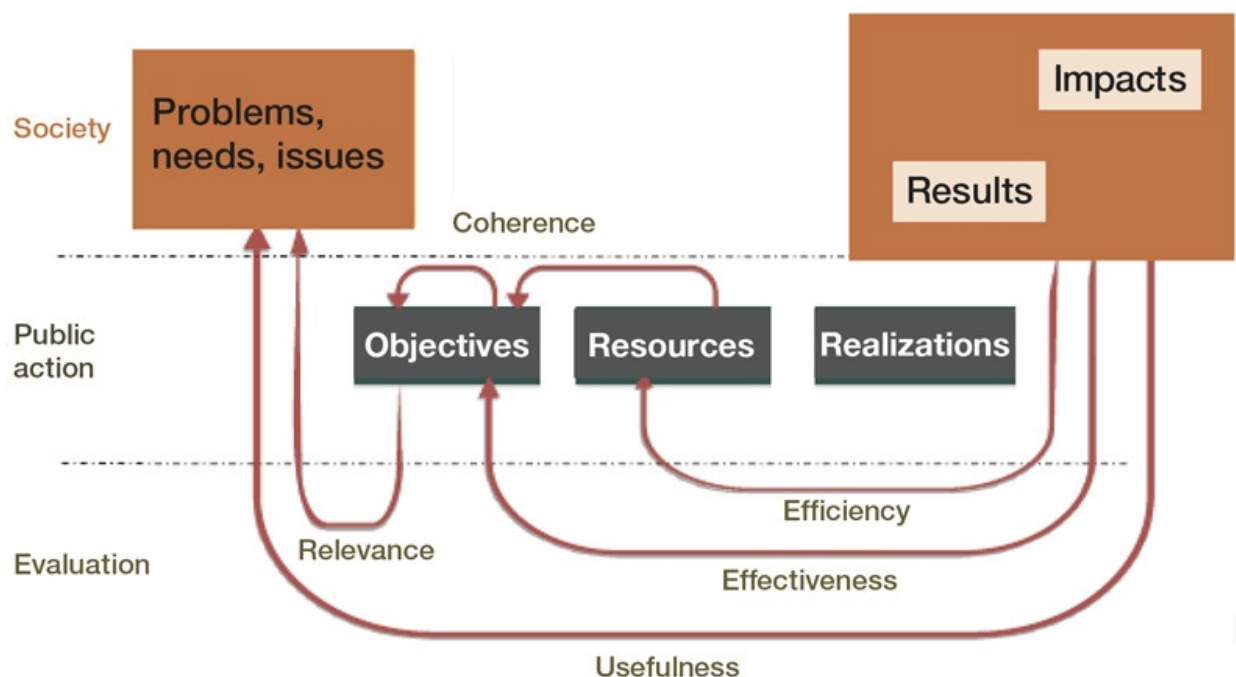 Impacts
Society
Problems,
needs, issues
Results
Coherence
Public
action
Objectives
Resources
Realizations
Efficiency
Relevance
Evaluation
Effectiveness
Usefulness